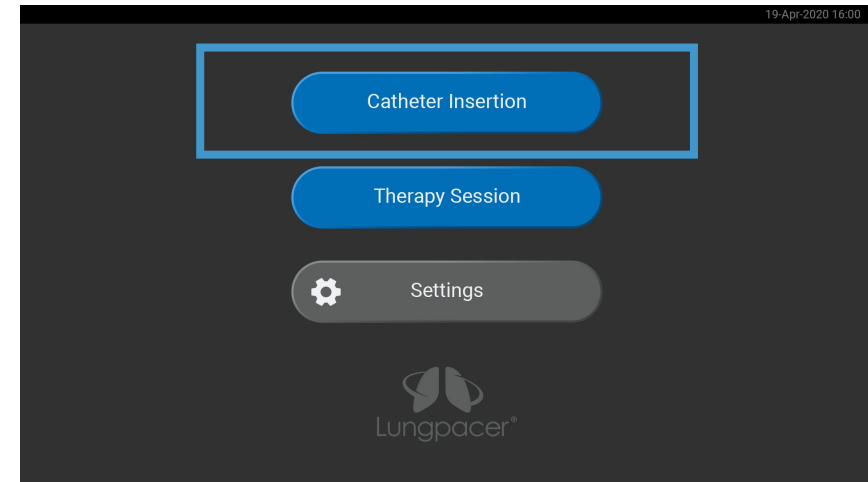 19-Apr-2020 16:00
Catheter Insertion
Therapy Session
Settings
Lungpacer®